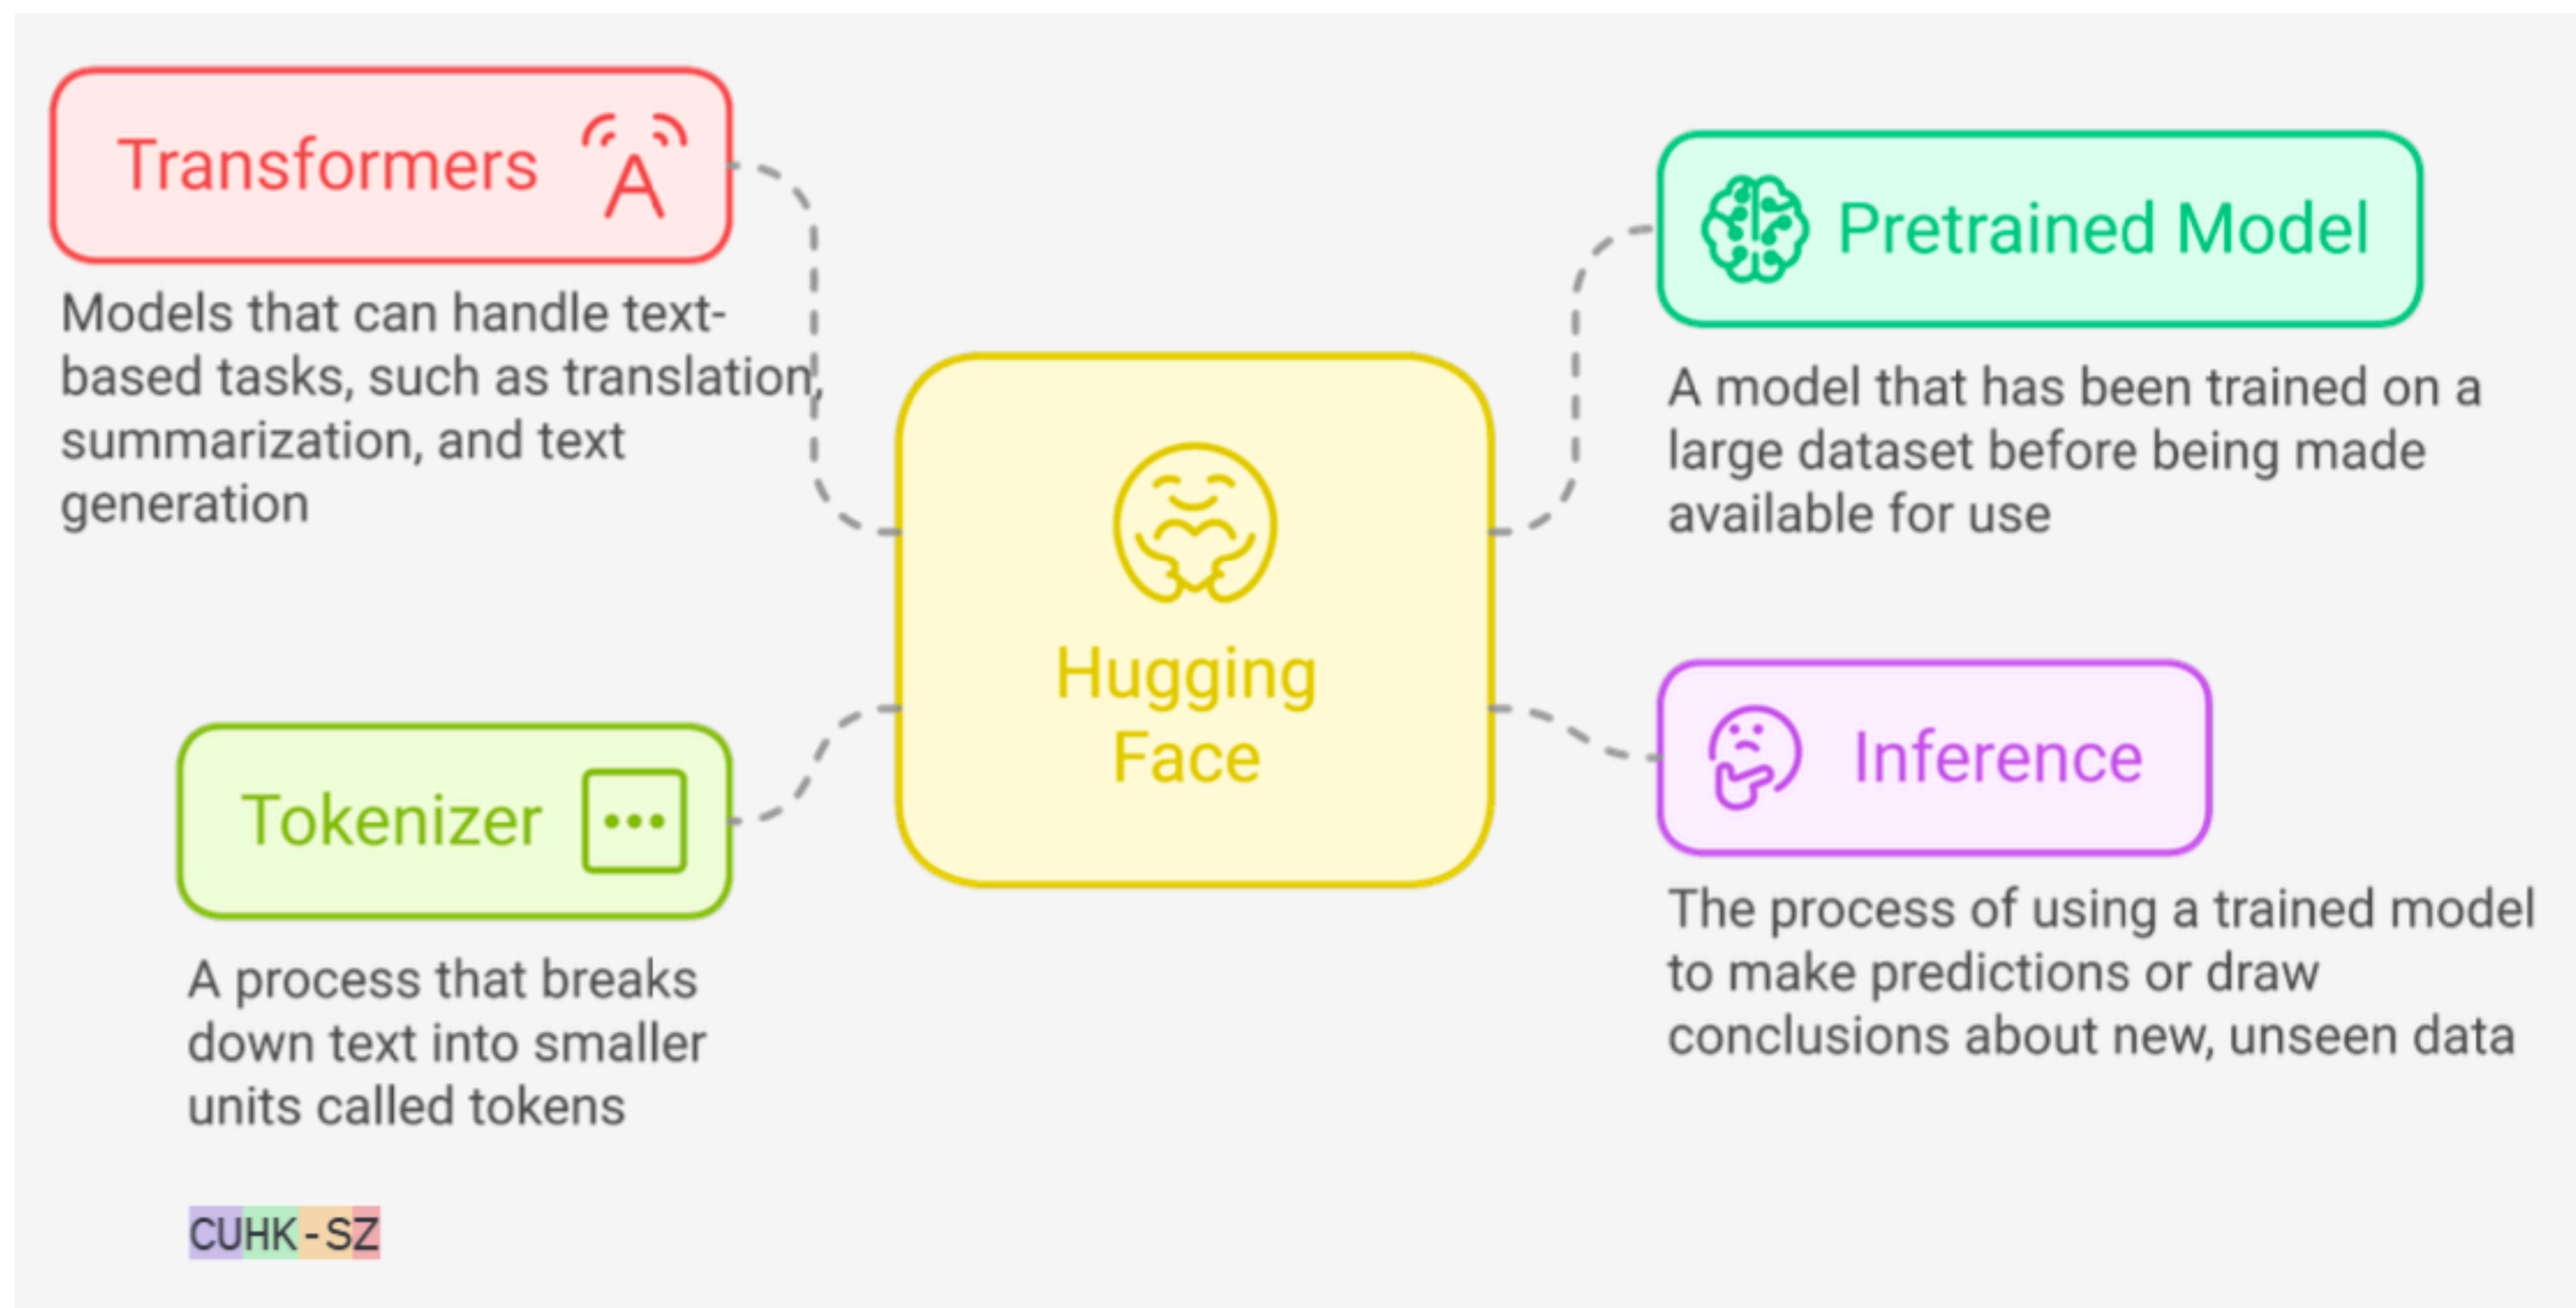 Transformers
Models that can handle text-
based tasks, such as translation,
summarization, and text
generation
Tokenizer
A process that breaks
down text into smaller
units called tokens
CUHK-SZ
Hugging
Face
Pretrained Model
A model that has been trained on a
large dataset before being made
available for use
Inference
The process of using a trained model
to make predictions or draw
conclusions about new, unseen data